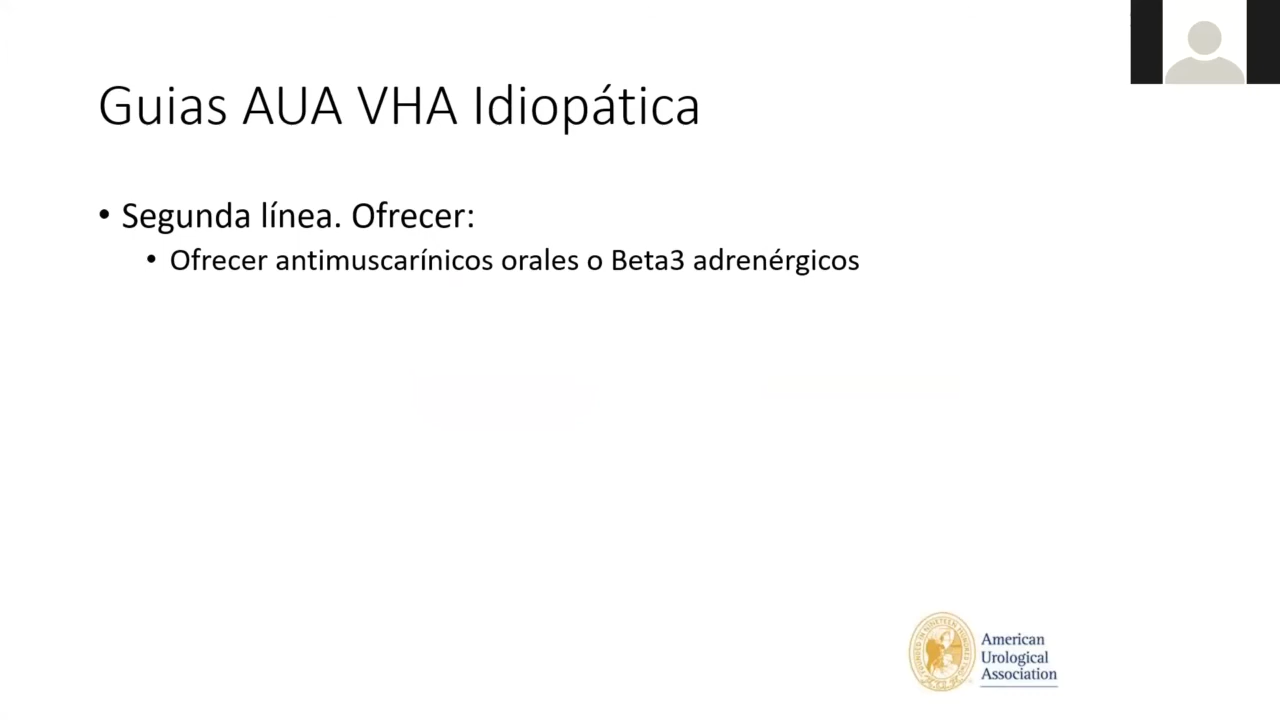 Guias AUA VHA Idiopática
• Segunda línea. Ofrecer:
• Ofrecer antimuscarínicos orales o Beta3 adrenérgicos
American
Urological
Association